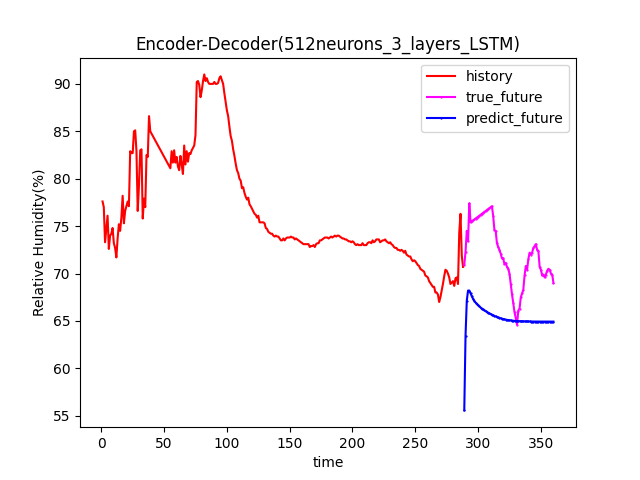 Encoder-Decoder(512neurons_3_layers_LSTM)
history
true_future
predict_future
Relative Humidity(%)
90
85
80
75
70
65
60
55
0 50 100 150 200 250 300 350
time